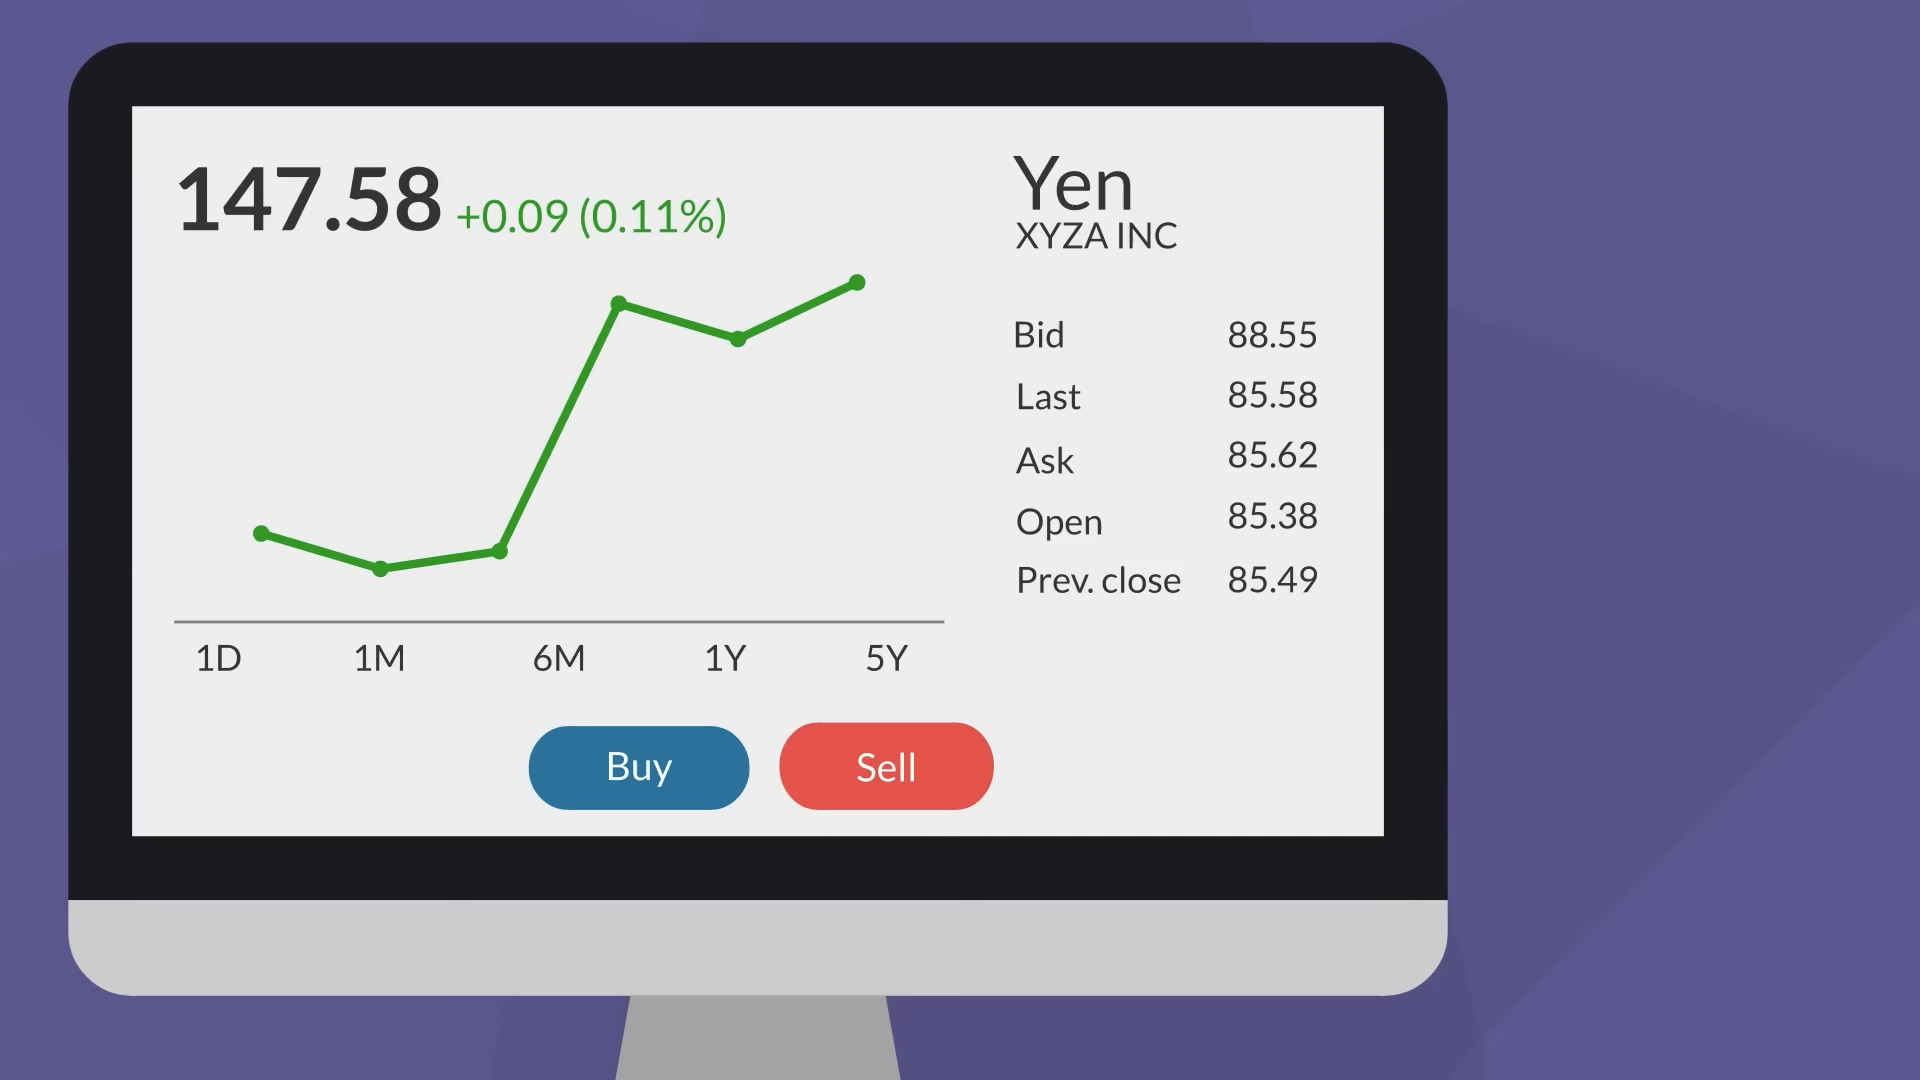 147.58 +0.09 (0.11%)
Yen
XYZA INC
Bid 88.55
Last 85.58
Ask 85.62
Open 85.38
Prev. close 85.49
1D 1M 6M 1Y 5Y
Buy Sell